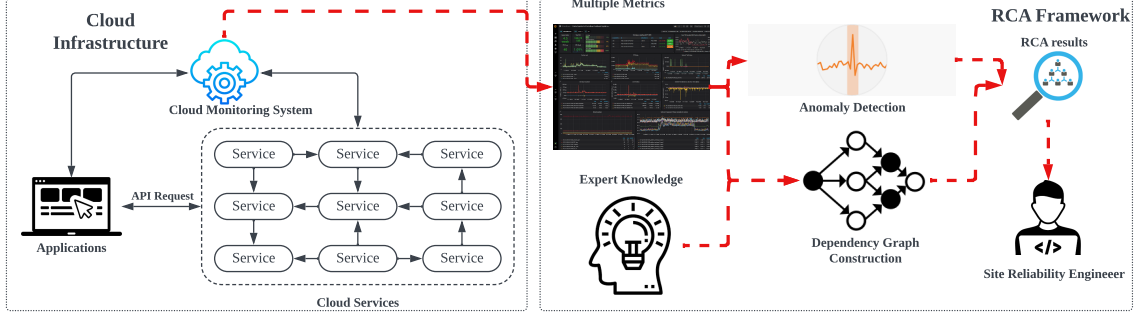 Multiple Metrics
Cloud
Infrastructure
RCA Framework
RCA results
Cloud Monitoring System
Anomaly Detection
Service Service Service
Expert Knowledge
API Request
Service Service Service
</>
Applications
Service Service Service
Dependency Graph
Construction
Site Reliability Engineeer
Cloud Services